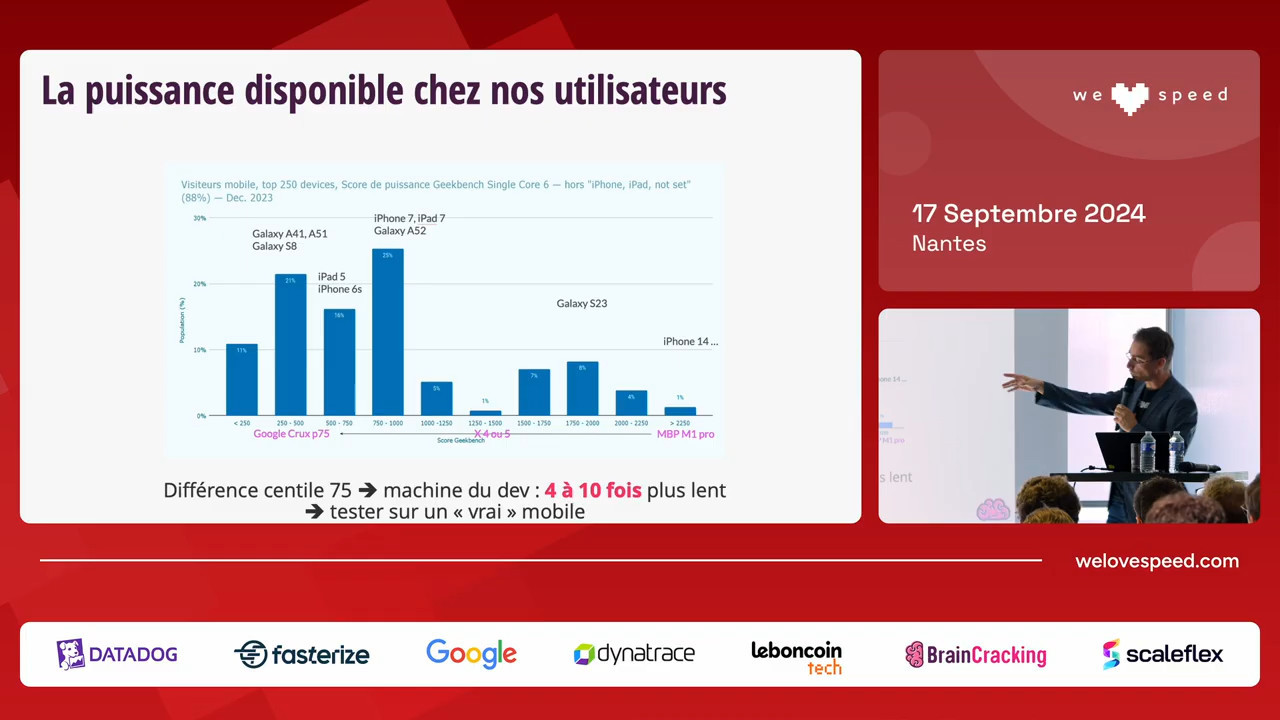 La puissance disponible chez nos utilisateurs
Visiteurs mobile, top 250 devices, Score de puissance Geekbench Single Core 6 — hors "iPhone, iPad, not set"
(88%) — Dec. 2023
30%
20%
10%
0%
Population (%)
Galaxy A41, A51
Galaxy S8
iPad 5
iPhone 6s
iPhone 7, iPad 7
Galaxy A52
Galaxy S23
iPhone 14 ...
11%
21%
16%
25%
5%
1%
7%
8%
4%
1%
< 250
250 - 500
500 - 750
750 - 1000
1000 -1250
1250 - 1500
1500 - 1750
1750 - 2000
2000 - 2250
> 2250
Google Crux p75
X 4 ou 5
MBP M1 pro
Score Geekbench
Différence centile 75 ➔ machine du dev : 4 à 10 fois plus lent
➔ tester sur un « vrai » mobile
we speed
17 Septembre 2024
Nantes
one 14 ...
M1 pro
s lent
welovespeed.com
DATADOG
fasterize
Google
dynatrace
leboncoin
tech
BrainCracking
scaleflex